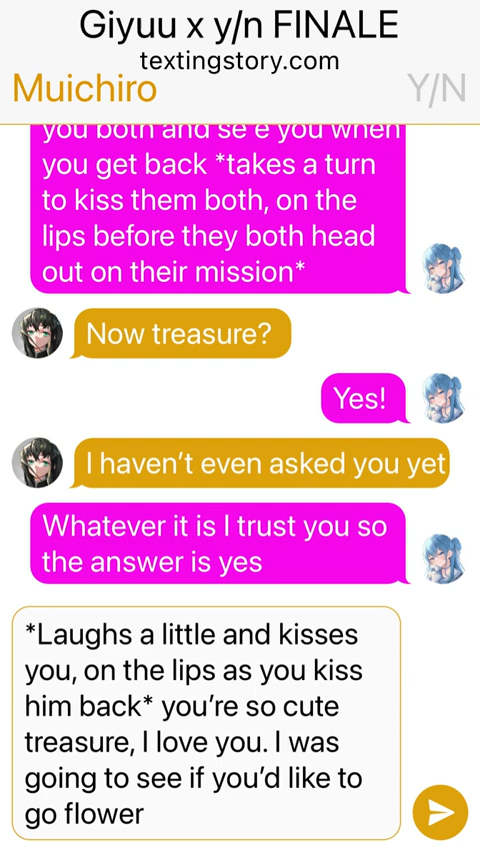 Giyuu x y/n FINALE
textingstory.com
Muichiro
Y/N
you both and se e you when
you get back *takes a turn
to kiss them both, on the
lips before they both head
out on their mission*
Now treasure?
Yes!
I haven't even asked you yet
Whatever it is I trust you so
the answer is yes
*Laughs a little and kisses
you, on the lips as you kiss
him back* you're so cute
treasure, I love you. I was
going to see if you'd like to
go flower